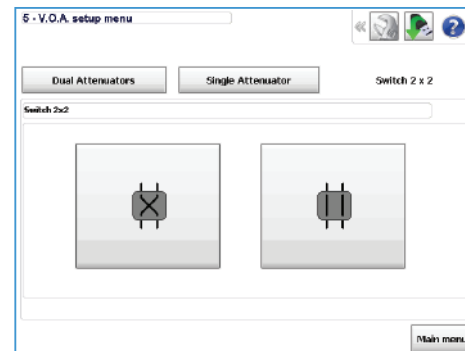 5 - V.O.A. setup menu
Dual Attenuators
Single Attenuator
Switch 2 x 2
Switch 2x2
Main menu